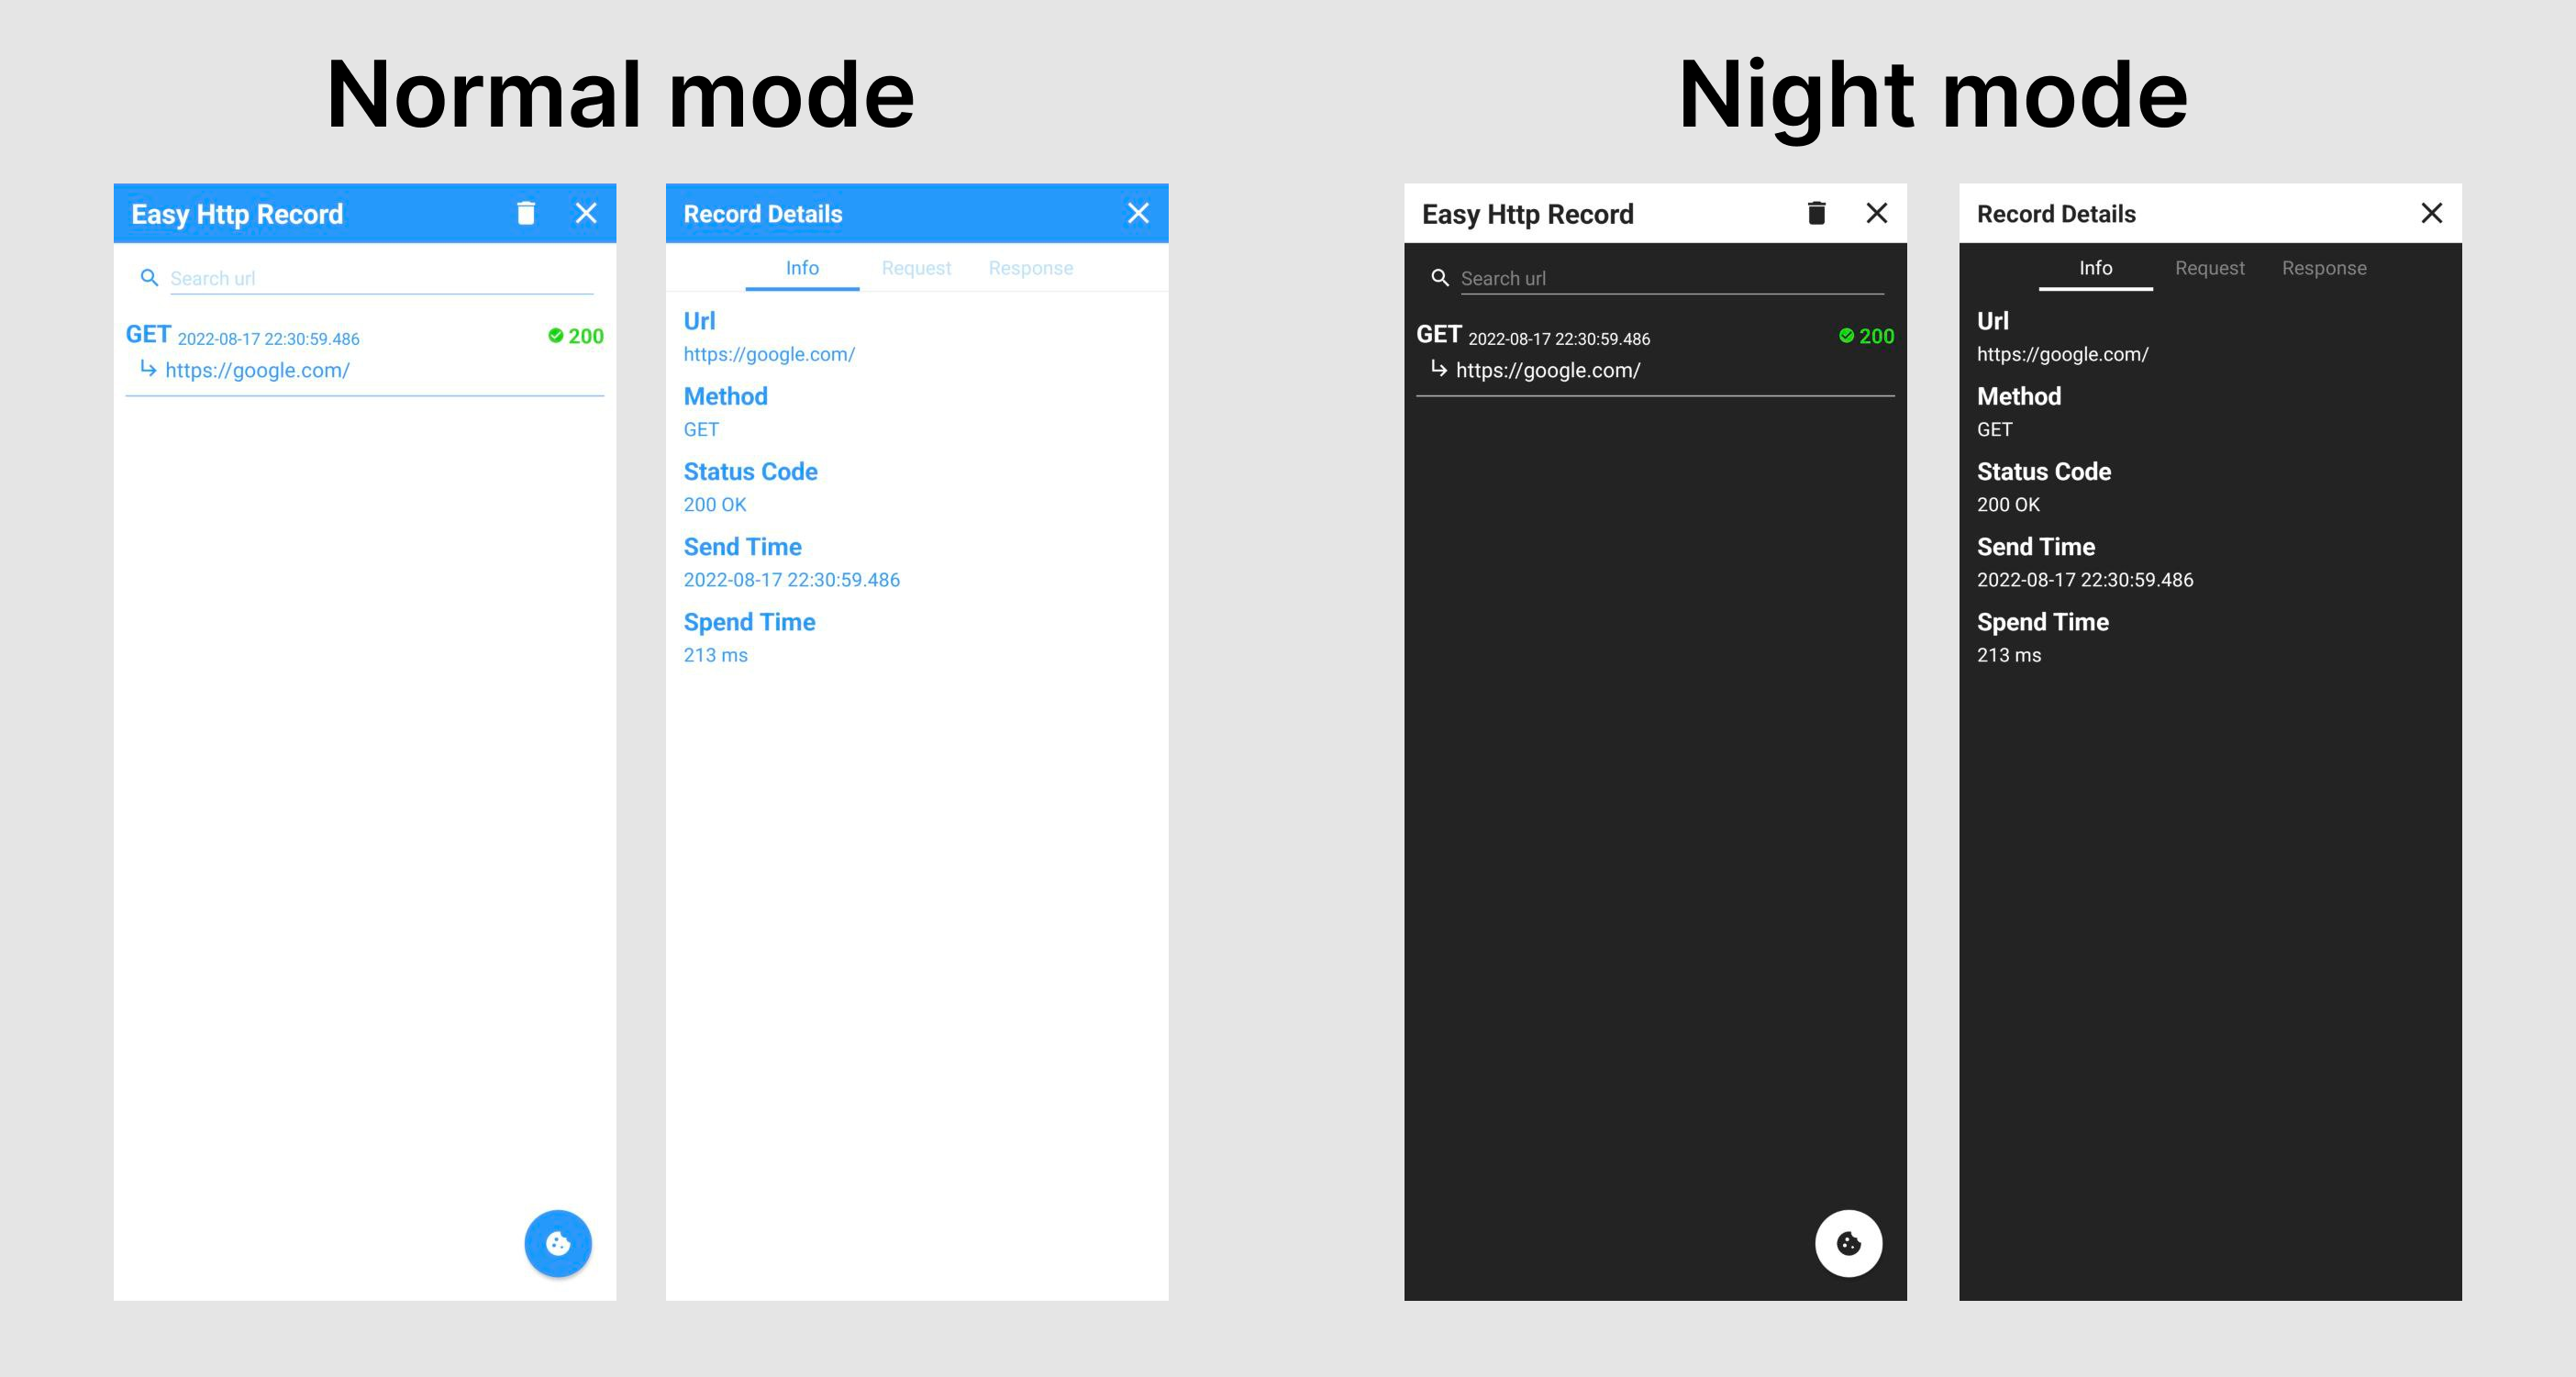 Normal mode
Easy Http Record
Search url
GET 2022-08-17 22:30:59.486 200
https://google.com/
Record Details
Info Request Response
Url
https://google.com/
Method
GET
Status Code
200 OK
Send Time
2022-08-17 22:30:59.486
Spend Time
213 ms
Night mode
Easy Http Record
Search url
GET 2022-08-17 22:30:59.486 200
https://google.com/
Record Details
Info Request Response
Url
https://google.com/
Method
GET
Status Code
200 OK
Send Time
2022-08-17 22:30:59.486
Spend Time
213 ms